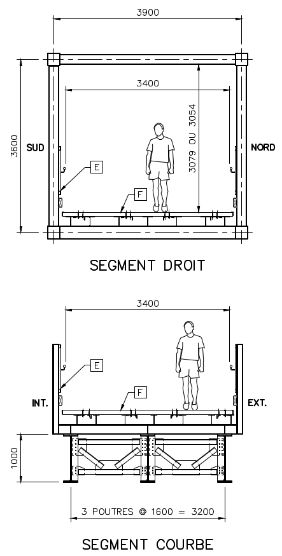 3900
3400
3600
SUD
3079 OU 3054
NORD
E
F
SEGMENT DROIT
3400
E
F
INT.
EXT.
1000
3 POUTRES @ 1600 = 3200
SEGMENT COURBE